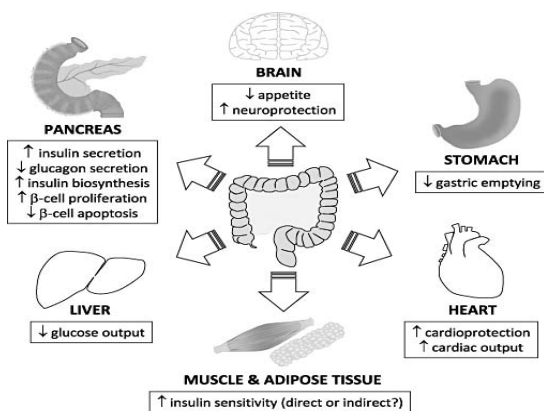 BRAIN
↓ appetite
↑ neuroprotection
PANCREAS
↑ insulin secretion
↓ glucagon secretion
↑ insulin biosynthesis
↑ β-cell proliferation
↓ β-cell apoptosis
STOMACH
↓ gastric emptying
LIVER
↓ glucose output
HEART
↑ cardioprotection
↑ cardiac output
MUSCLE & ADIPOSE TISSUE
↑ insulin sensitivity (direct or indirect?)